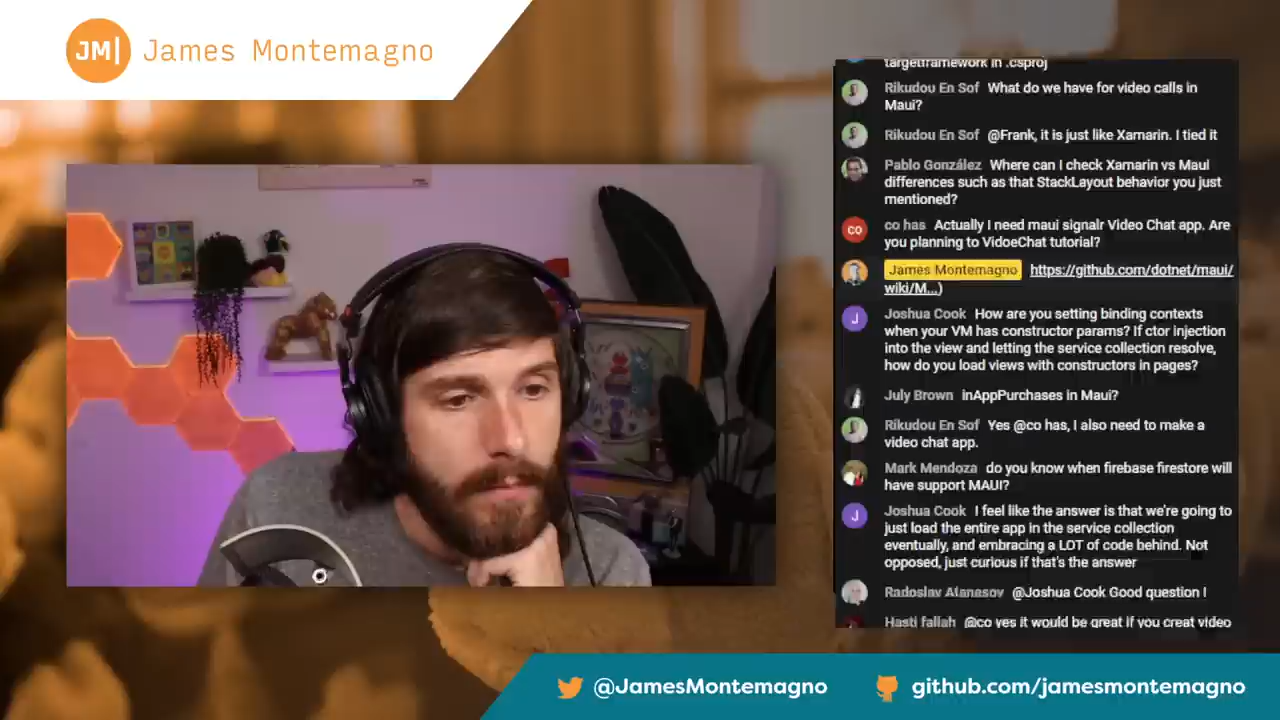 JM|
James Montemagno
targetframework in .csproj
Rikudou En Sof What do we have for video calls in
Maui?
Rikudou En Sof @Frank, it is just like Xamarin. I tied it
Pablo González Where can I check Xamarin vs Maui
differences such as that StackLayout behavior you just
mentioned?
co has Actually I need maui signalr Video Chat app. Are
you planning to VidoeChat tutorial?
CO
James Montemagno https://github.com/dotnet/maui/
wiki/M...)
J
Joshua Cook How are you setting binding contexts
when your VM has constructor params? If ctor injection
into the view and letting the service collection resolve,
how do you load views with constructors in pages?
July Brown inAppPurchases in Maui?
Rikudou En Sof Yes @co has, I also need to make a
video chat app.
Mark Mendoza do you know when firebase firestore will
have support MAUI?
J
Joshua Cook I feel like the answer is that we're going to
just load the entire app in the service collection
eventually, and embracing a LOT of code behind. Not
opposed, just curious if that's the answer
Radoslav Atanasov @Joshua Cook Good question !
Hasti fallah @co yes it would be great if you creat video
@JamesMontemagno
github.com/jamesmontemagno